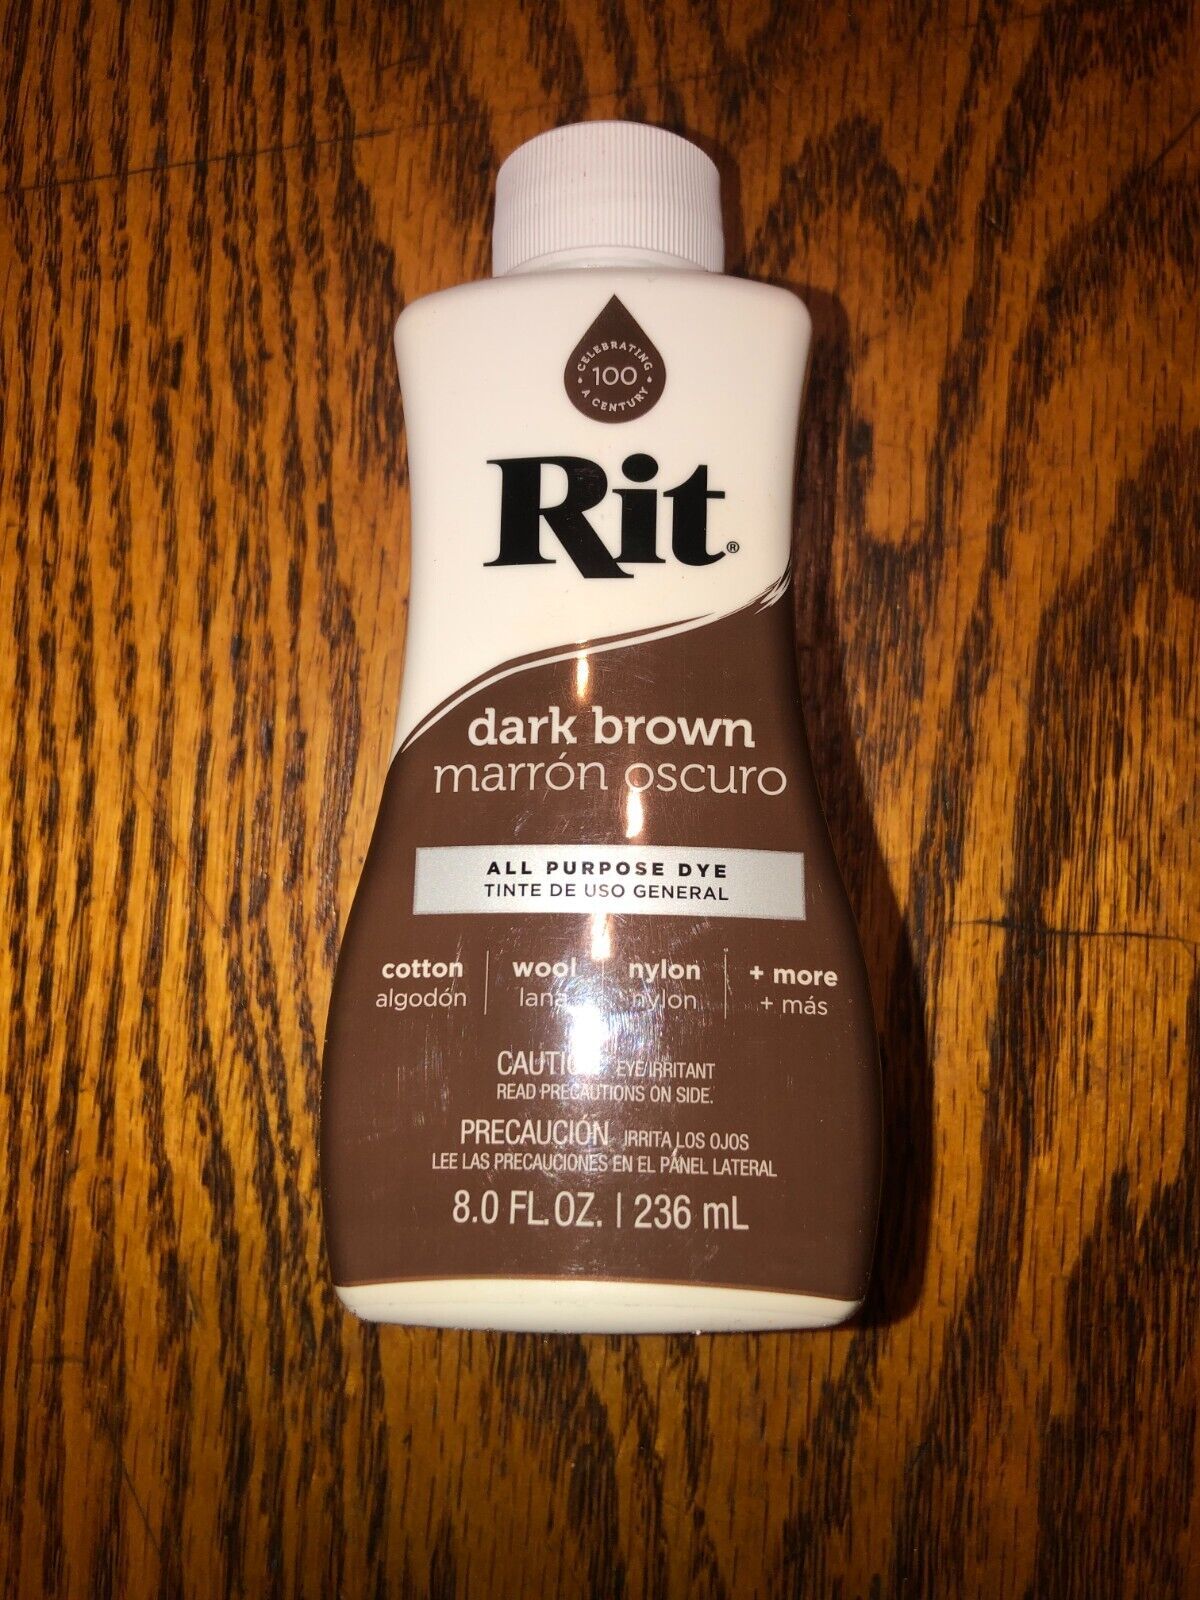 CELEBRATING
100
A CENTURY
Rit®
dark brown
marrón oscuro
ALL PURPOSE DYE
TINTE DE USO GENERAL
cotton wool nylon + more
algodón lana nylon + más
EYE IRRITANT
READ PRECAUTIONS ON SIDE.
PRECAUCIÓN IRRITA LOS OJOS
LEE LAS PRECAUCIONES EN EL PÁNEL LATERAL
8.0 FL. OZ. | 236 mL